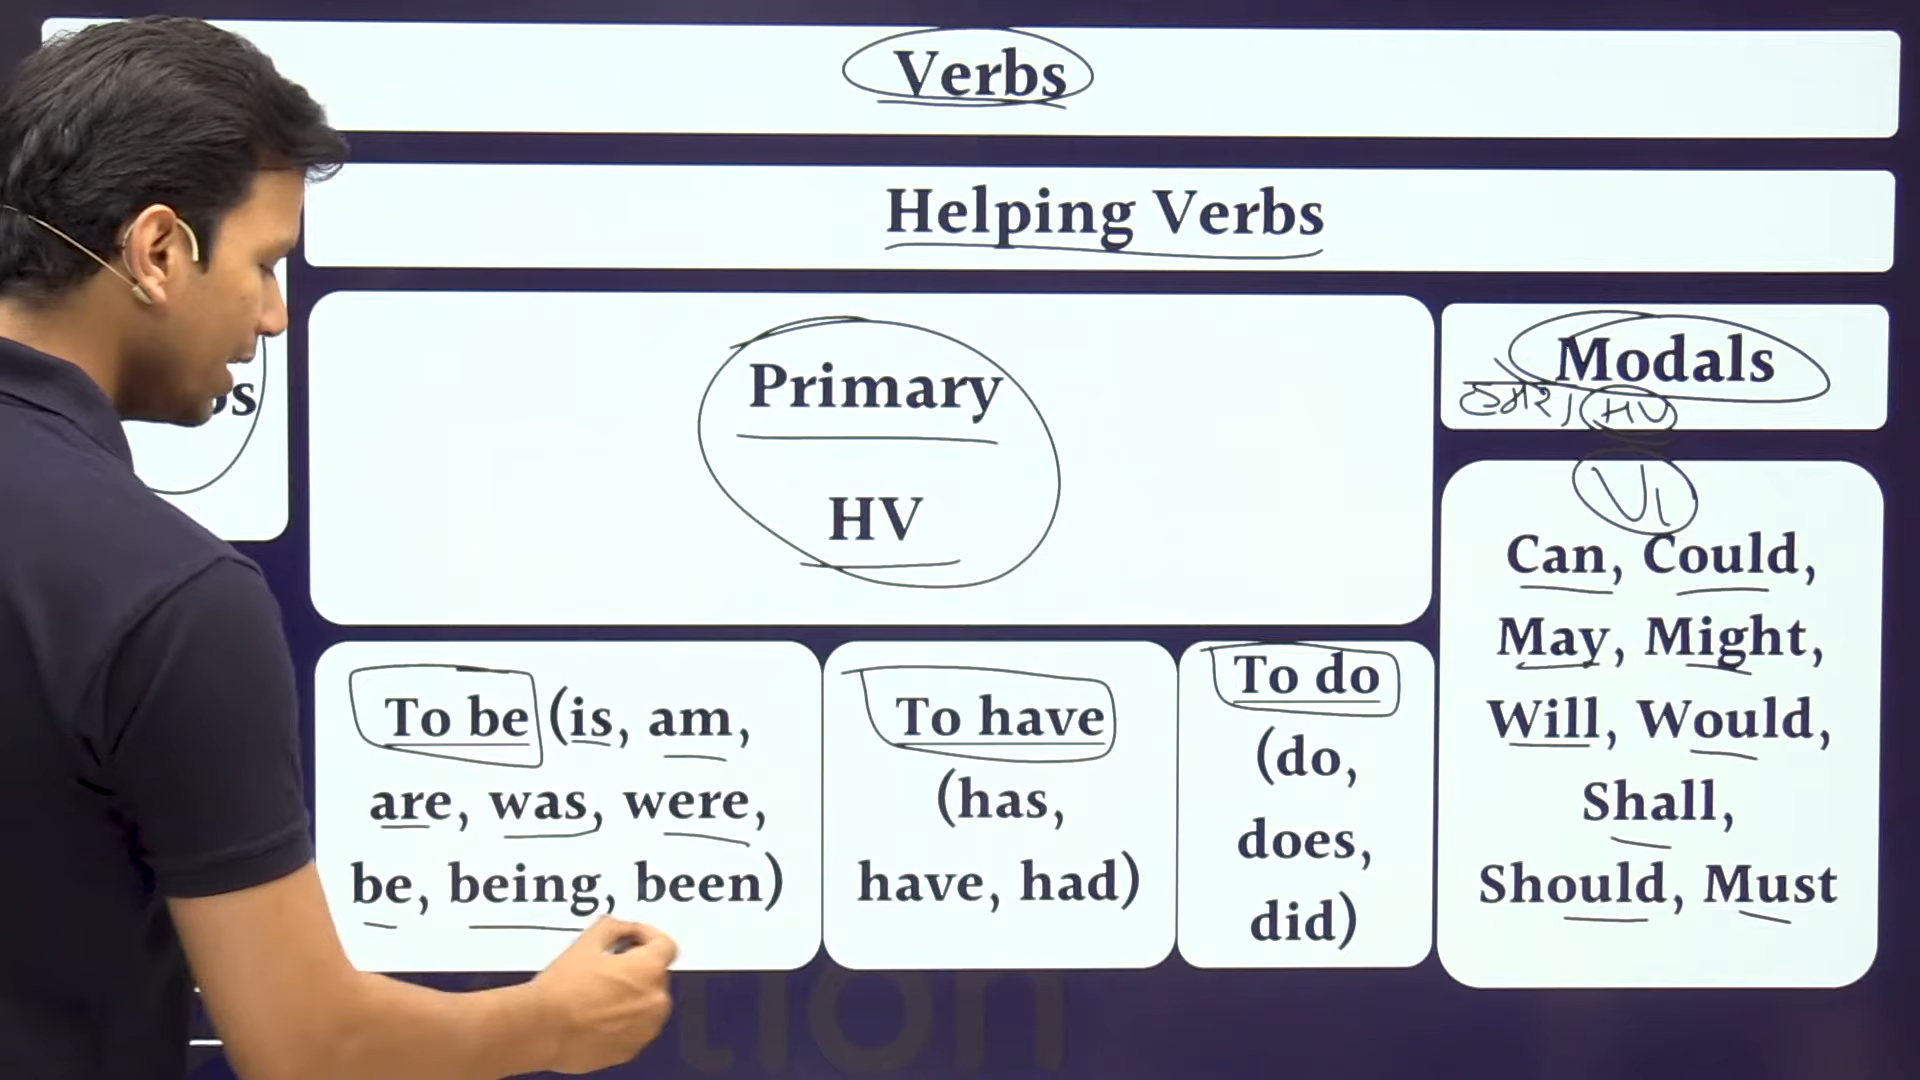 Verbs
Helping Verbs
Primary
HV
Modals
HV
V1
Can, Could,
May, Might,
Will, Would,
Shall,
Should, Must
To be (is, am,
are, was, were,
be, being, been)
To have
(has,
have, had)
To do
(do,
does,
did)